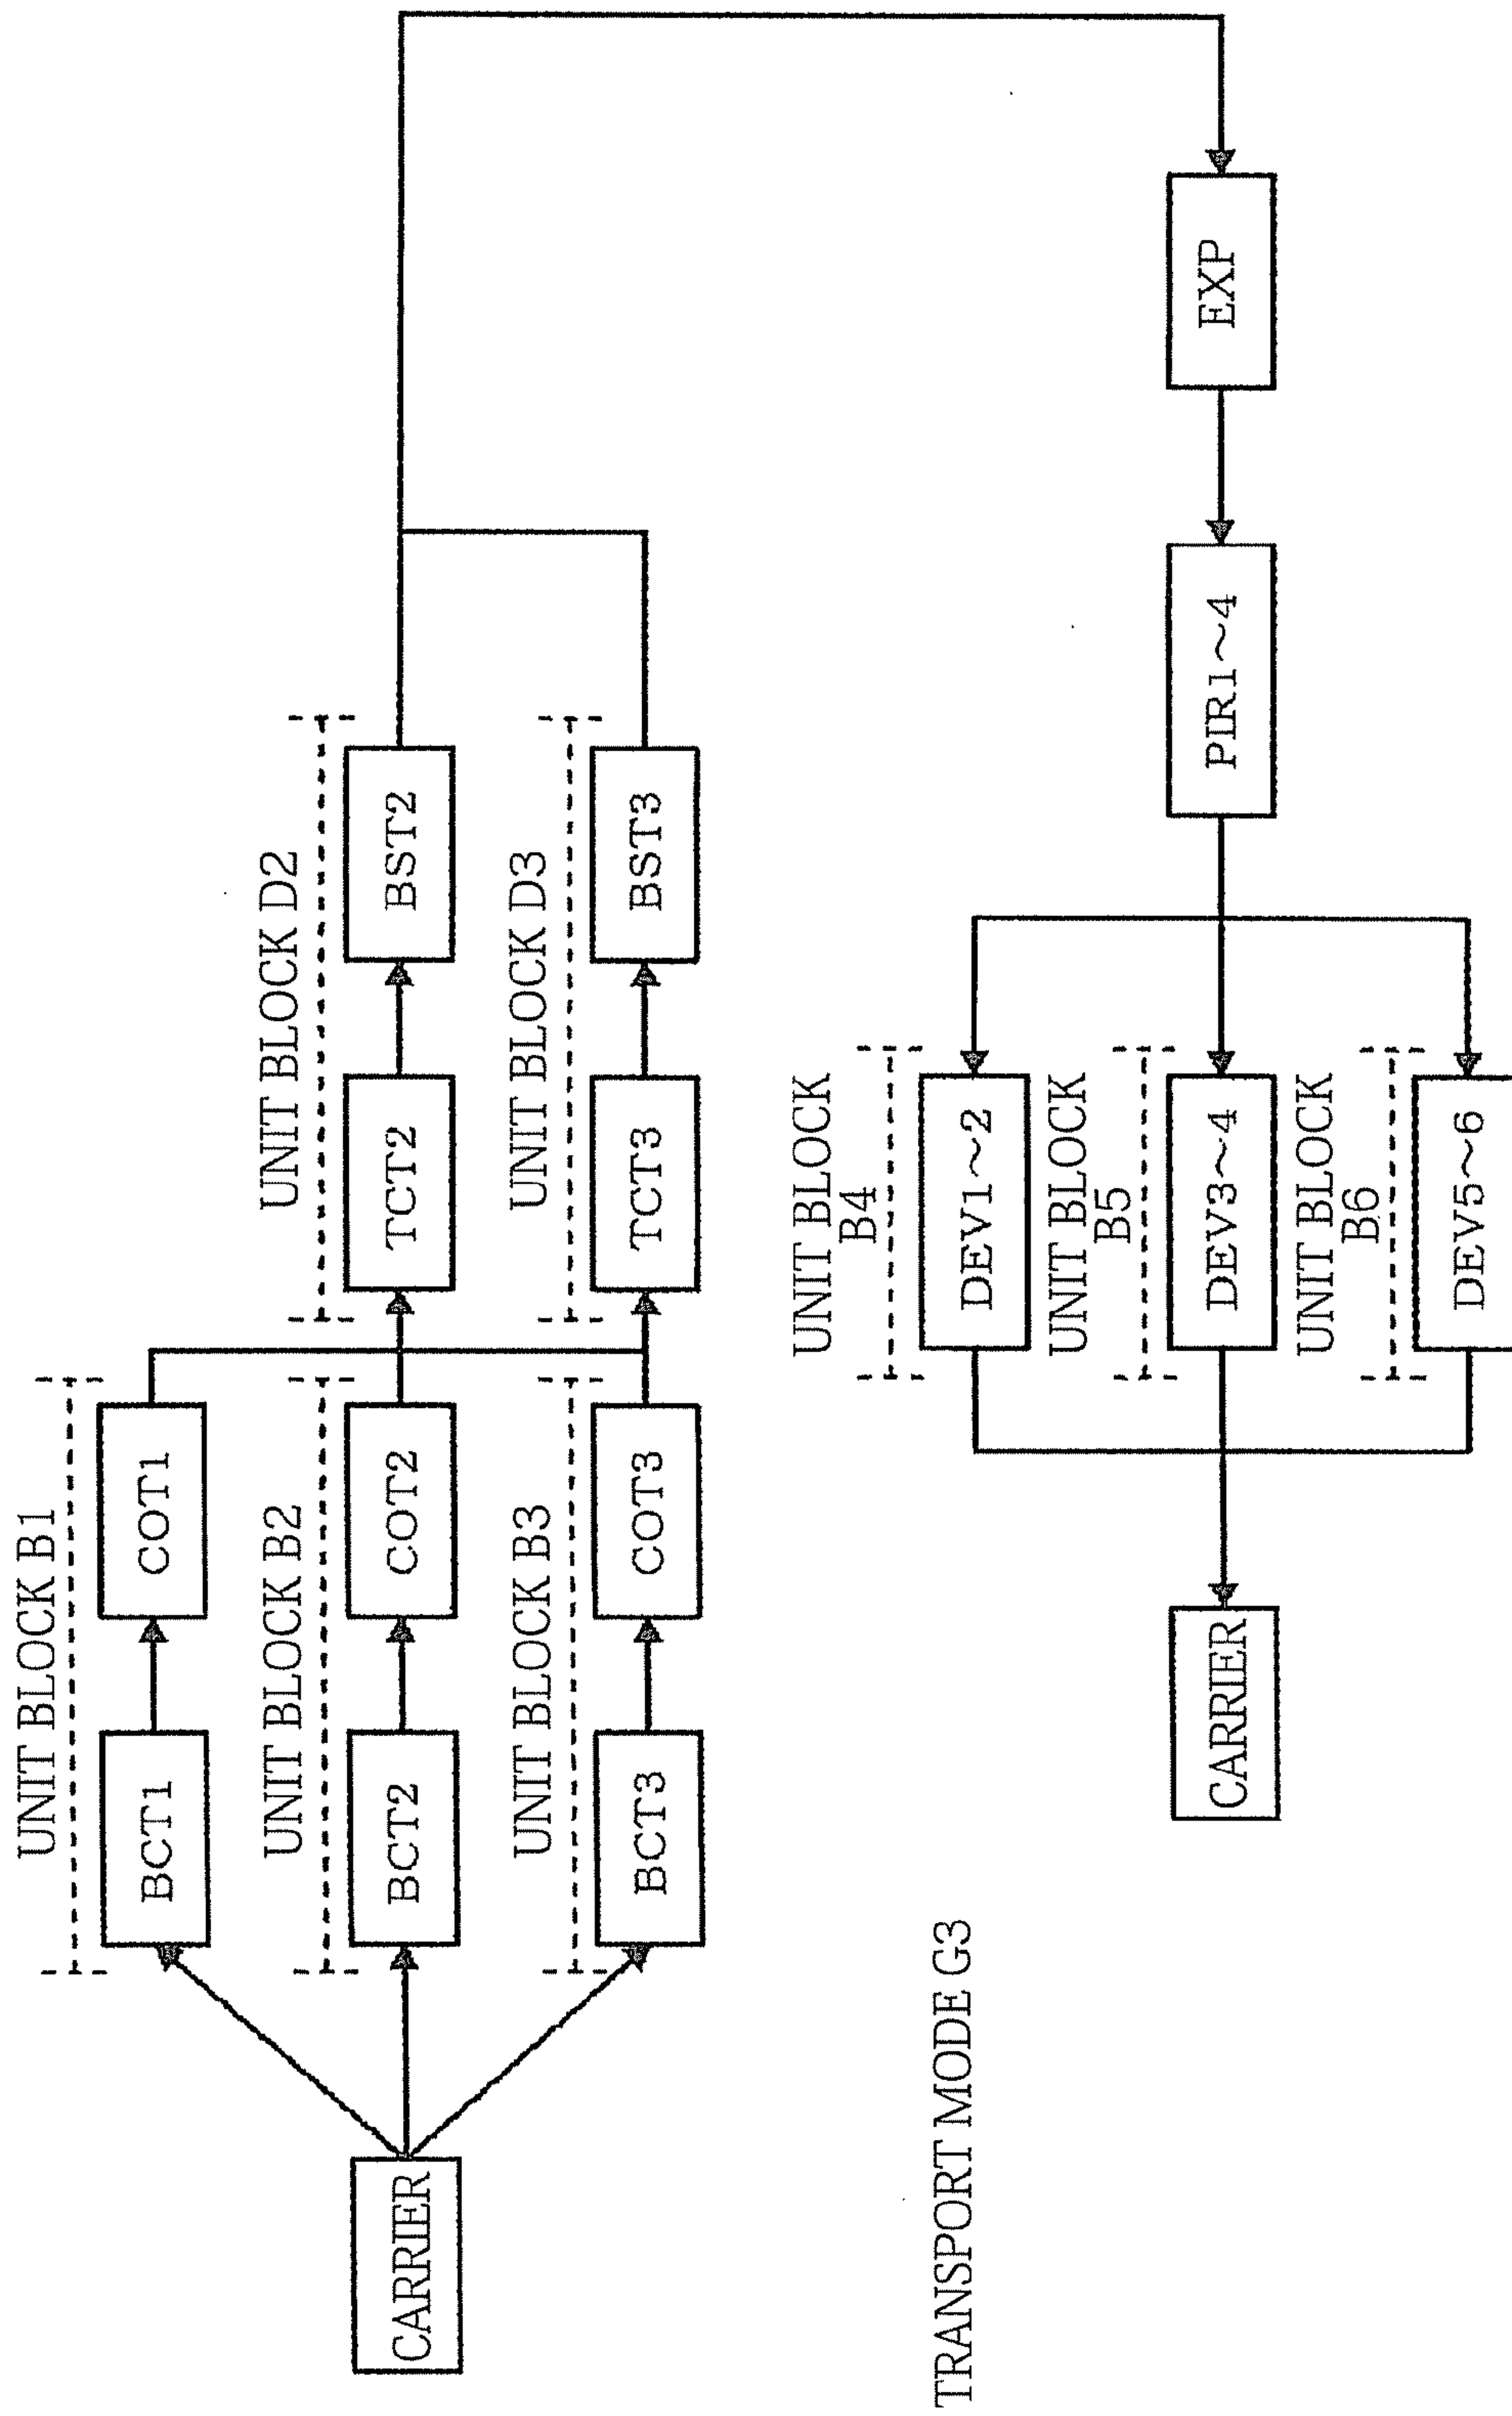 UNIT BLOCK B1
BCT1
COT1
UNIT BLOCK B2
UNIT BLOCK D2
CARRIER
BCT2
COT2
TCT2
BST2
UNIT BLOCK B3
UNIT BLOCK D3
BCT3
COT3
TCT3
BST3
UNIT BLOCK
B4
DEV1~2
UNIT BLOCK
B5
CARRIER
DEV3~4
PIR1~4
EXP
UNIT BLOCK
B6
DEV5~6
TRANSPORT MODE G3